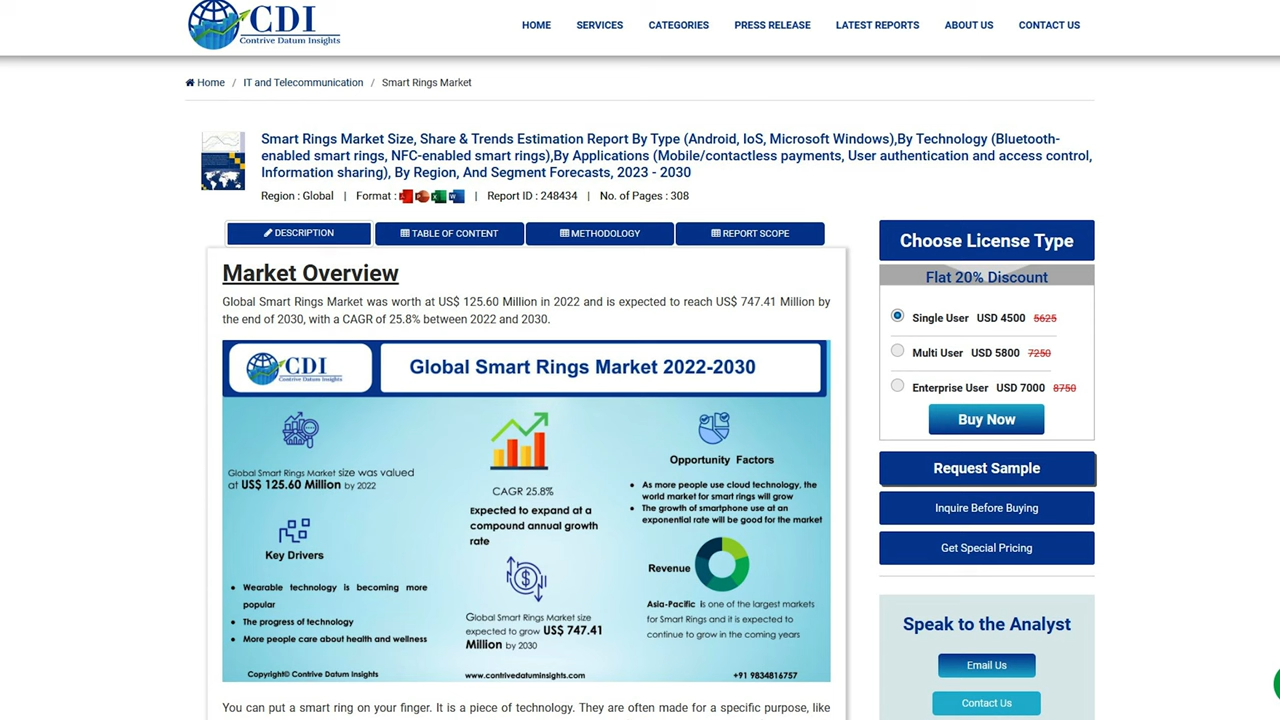 CDI
Contrive Datum Insights
HOME
SERVICES
CATEGORIES
PRESS RELEASE
LATEST REPORTS
ABOUT US
CONTACT US
Home / IT and Telecommunication / Smart Rings Market
Smart Rings Market Size, Share & Trends Estimation Report By Type (Android, IoS, Microsoft Windows),By Technology (Bluetooth-
enabled smart rings, NFC-enabled smart rings),By Applications (Mobile/contactless payments, User authentication and access control,
Information sharing), By Region, And Segment Forecasts, 2023 - 2030
Region : Global | Format : | Report ID : 248434 | No. of Pages : 308
DESCRIPTION
TABLE OF CONTENT
METHODOLOGY
REPORT SCOPE
Market Overview
Global Smart Rings Market was worth at US$ 125.60 Million in 2022 and is expected to reach US$ 747.41 Million by
the end of 2030, with a CAGR of 25.8% between 2022 and 2030.
CDI
Contrive Datum Insights
Global Smart Rings Market 2022-2030
Global Smart Rings Market size was valued
at US$ 125.60 Million by 2022
Key Drivers
• Wearable technology is becoming more
popular
• The progress of technology
• More people care about health and wellness
CAGR 25.8%
Expected to expand at a
compound annual growth
rate
Global Smart Rings Market size
expected to grow US$ 747.41
Million by 2030
Opportunity Factors
• As more people use cloud technology, the
world market for smart rings will grow
• The growth of smartphone use at an
exponential rate will be good for the market
Revenue
Asia-Pacific is one of the largest markets
for Smart Rings and it is expected to
continue to grow in the coming years
Copyright© Contrive Datum Insights
www.contrivedatuminsights.com
+91 9834816757
You can put a smart ring on your finger. It is a piece of technology. They are often made for a specific purpose, like
Choose License Type
Flat 20% Discount
Single User USD 4500 5625
Multi User USD 5800 7250
Enterprise User USD 7000 8750
Buy Now
Request Sample
Inquire Before Buying
Get Special Pricing
Speak to the Analyst
Email Us
Contact Us